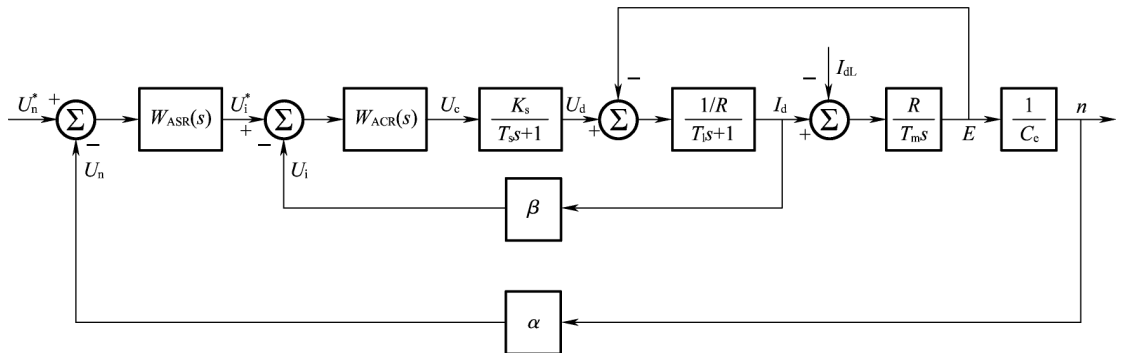 U*n
+
Σ
−
Un
WASR(s)
U*i
+
Σ
−
Ui
WACR(s)
Uc
Ks
Tss+1
Ud
−
+
Σ
1/R
Tls+1
Id
−
IdL
+
Σ
R
Tms
E
1
Ce
n
β
α